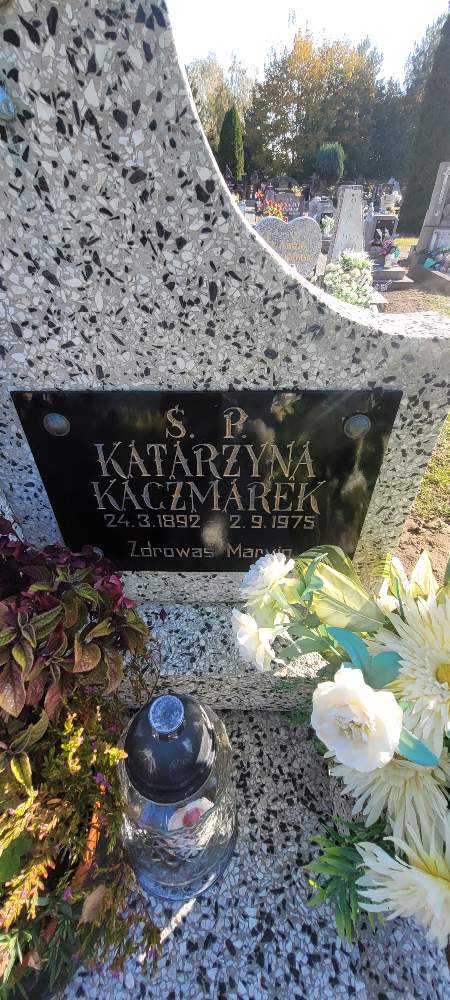 Ś. P.
KATARZYNA
KACZMAREK
24.3.1892 - 2.9.1975
Zdrowaś Maryjo